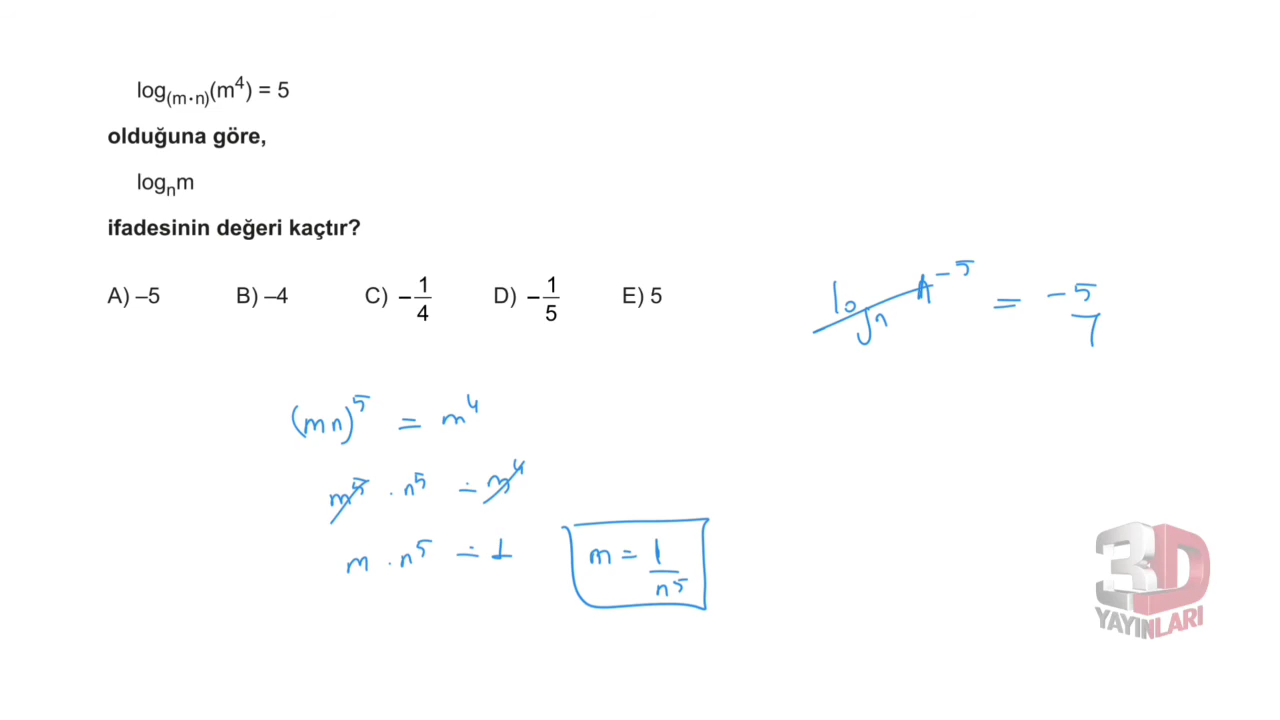 log(m·n)(m⁴) = 5
olduğuna göre,
logₙm
ifadesinin değeri kaçtır?
A) –5 B) –4 C) –1/4 D) –1/5 E) 5
logₙ n⁻⁵ = -5/7
(mn)⁵ = m⁴
m⁵ · n⁵ = m⁴
m · n⁵ = 1
m = 1/n⁵
3D
YAYINLARI